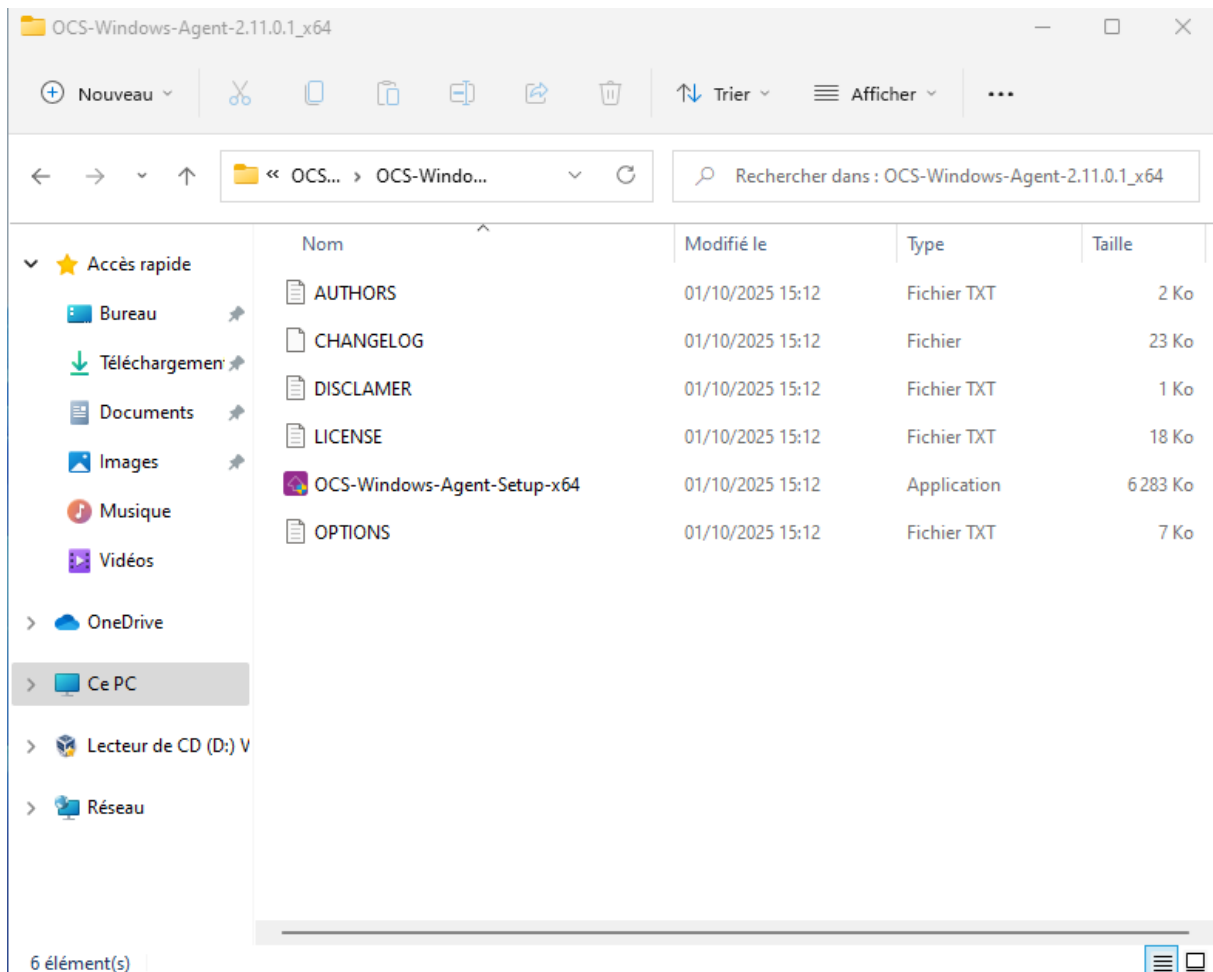 OCS-Windows-Agent-2.11.0.1_x64
Nouveau
Trier
Afficher
« OCS... > OCS-Windo...
Rechercher dans : OCS-Windows-Agent-2.11.0.1_x64
Nom Modifié le Type Taille
Accès rapide
Bureau
Téléchargemen
Documents
Images
Musique
Vidéos
OneDrive
Ce PC
Lecteur de CD (D:) V
Réseau
AUTHORS 01/10/2025 15:12 Fichier TXT 2 Ko
CHANGELOG 01/10/2025 15:12 Fichier 23 Ko
DISCLAMER 01/10/2025 15:12 Fichier TXT 1 Ko
LICENSE 01/10/2025 15:12 Fichier TXT 18 Ko
OCS-Windows-Agent-Setup-x64 01/10/2025 15:12 Application 6 283 Ko
OPTIONS 01/10/2025 15:12 Fichier TXT 7 Ko
6 élément(s)